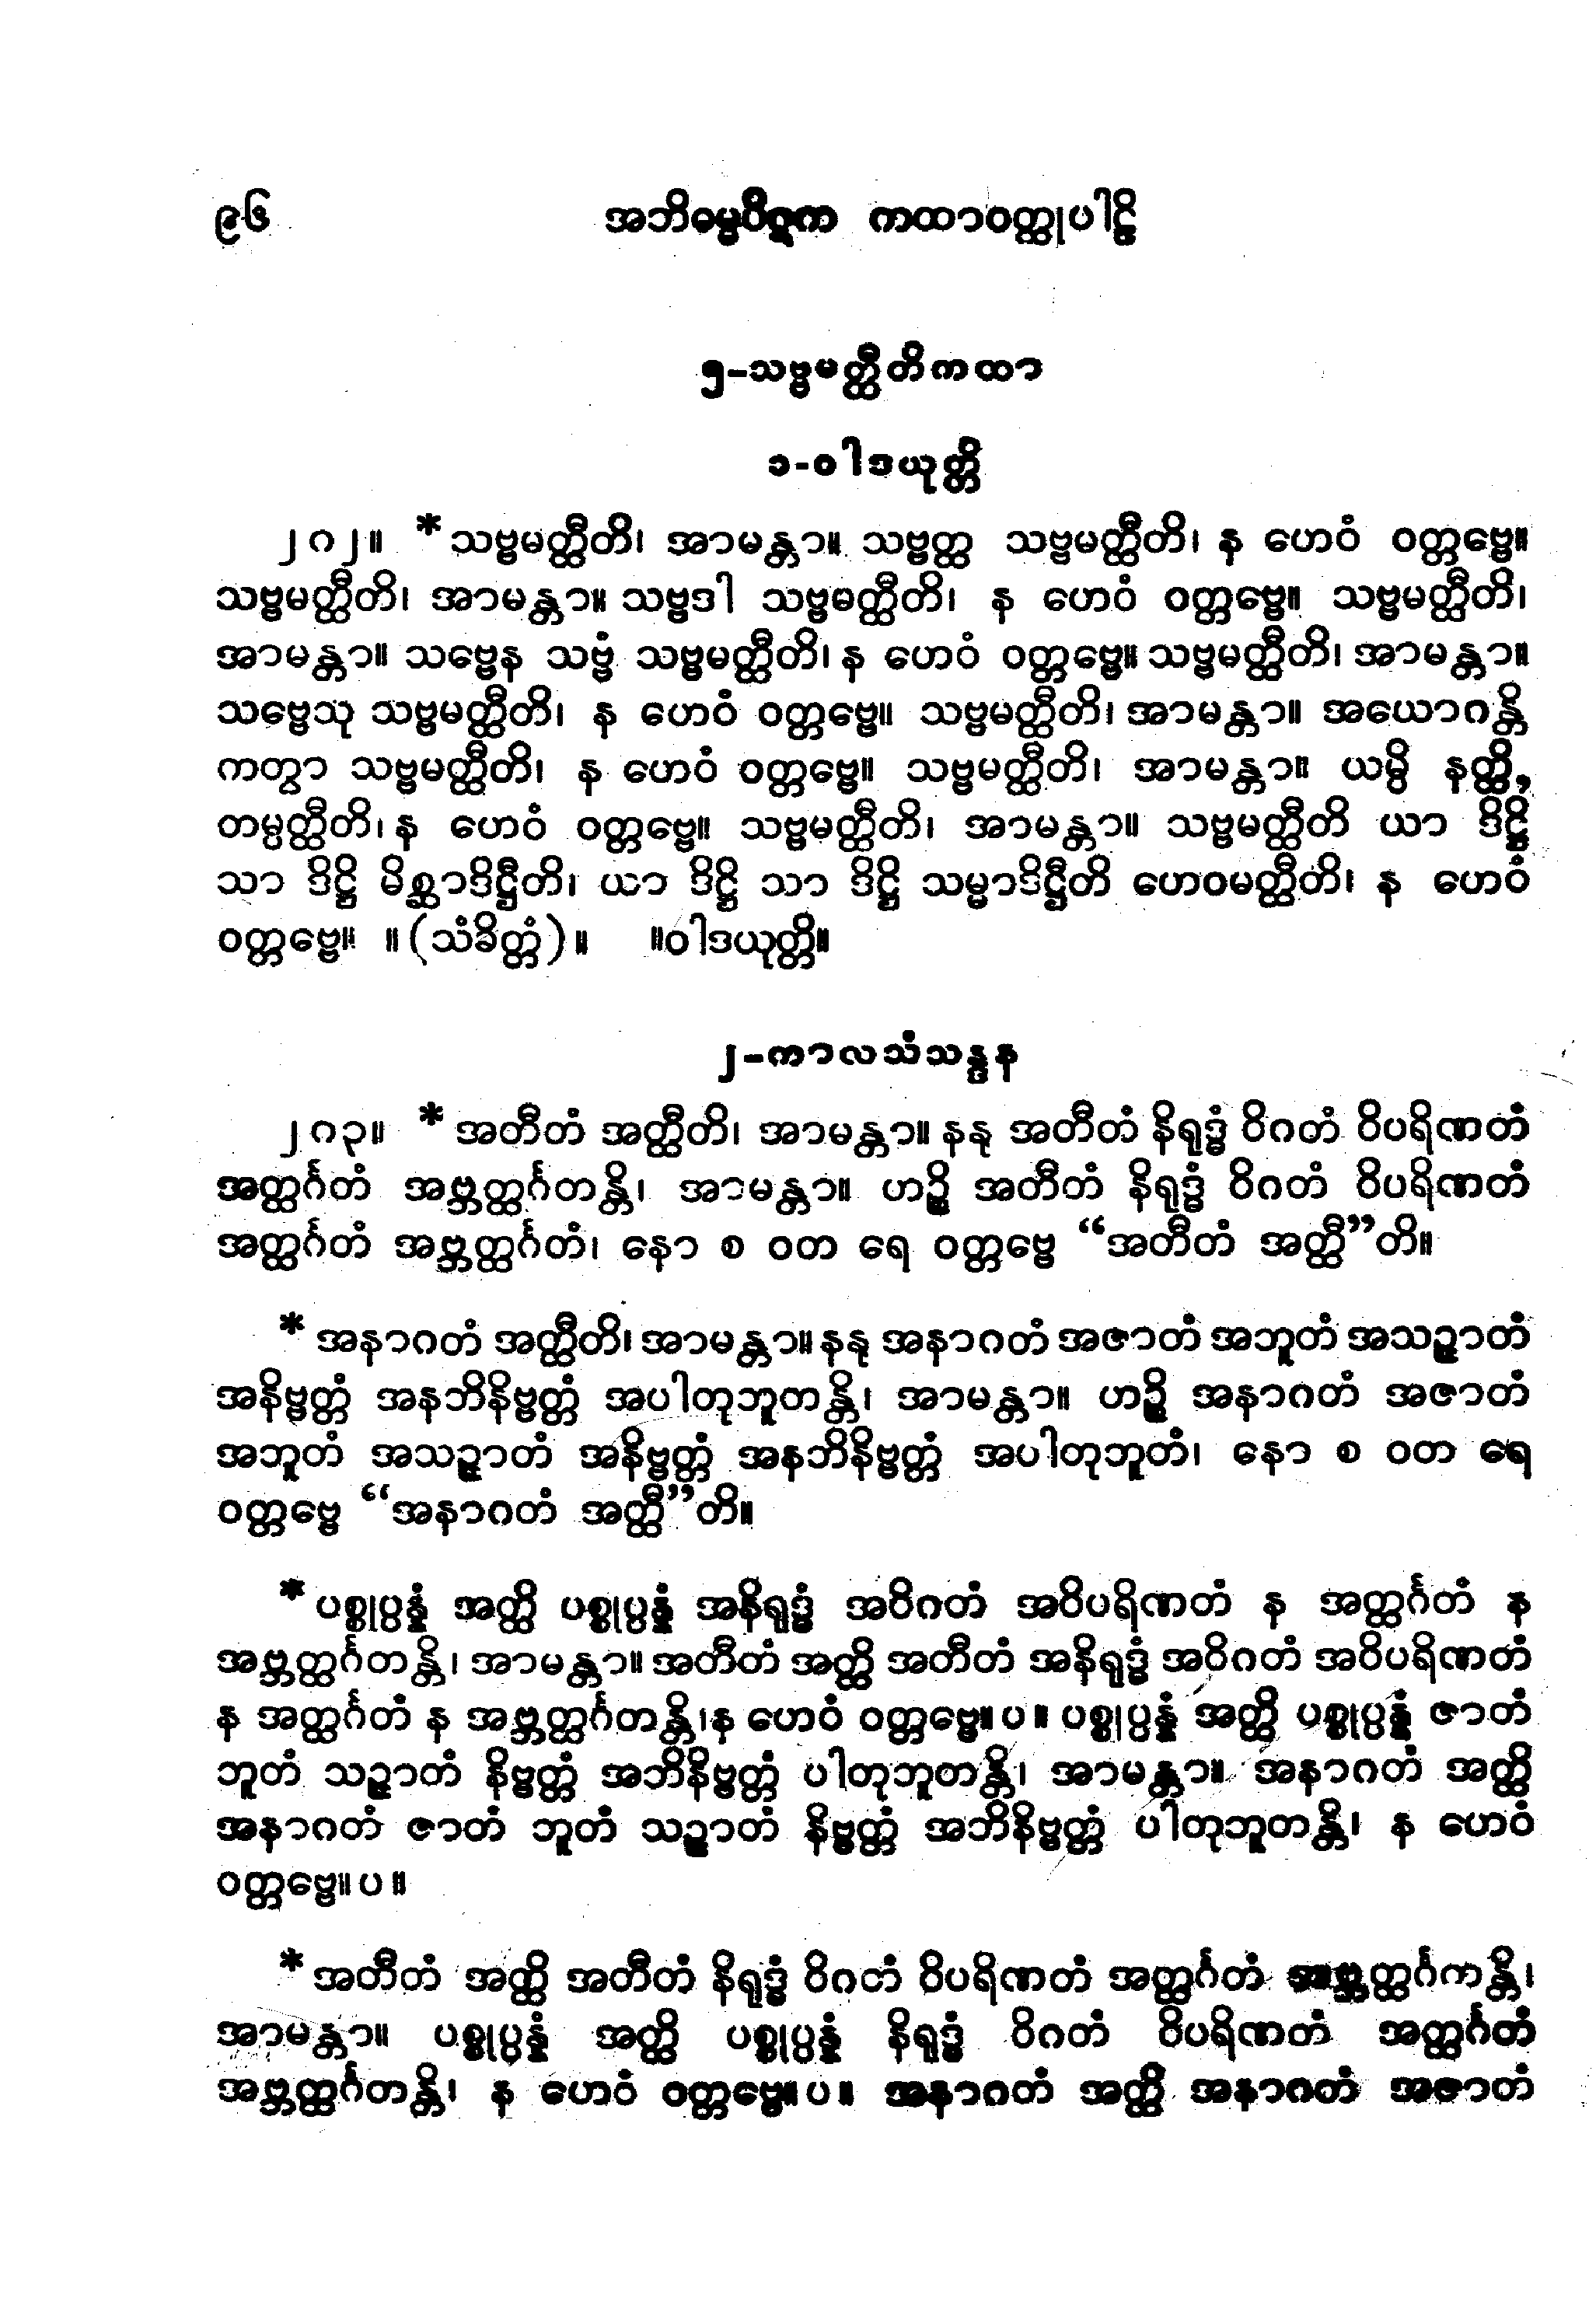 ၉၆ အဘိဓမ္မပိဋက ကထာဝတ္ထုပါဠိ
၅-သဗ္ဗမတ္ထီတိကထာ
၁-ဝါဒယုတ္တိ
၂၈၂။ *သဗ္ဗမတ္ထီတိ၊ အာမန္တာ။ သဗ္ဗတ္ထ သဗ္ဗမတ္ထီတိ၊ န ဟေဝံ ဝတ္တဗ္ဗေ။
သဗ္ဗမတ္ထီတိ၊ အာမန္တာ။ သဗ္ဗဒါ သဗ္ဗမတ္ထီတိ၊ န ဟေဝံ ဝတ္တဗ္ဗေ။ သဗ္ဗမတ္ထီတိ၊
အာမန္တာ။ သဗ္ဗေန သဗ္ဗံ သဗ္ဗမတ္ထီတိ၊ န ဟေဝံ ဝတ္တဗ္ဗေ။ သဗ္ဗမတ္ထီတိ၊ အာမန္တာ။
သဗ္ဗေသု သဗ္ဗမတ္ထီတိ၊ န ဟေဝံ ဝတ္တဗ္ဗေ။ သဗ္ဗမတ္ထီတိ၊ အာမန္တာ။ အယောဂန္တိ
ကတွာ သဗ္ဗမတ္ထီတိ၊ န ဟေဝံ ဝတ္တဗ္ဗေ။ သဗ္ဗမတ္ထီတိ၊ အာမန္တာ။ ယမ္ပိ နတ္ထိ,
တမ္ပတ္ထီတိ၊ န ဟေဝံ ဝတ္တဗ္ဗေ။ သဗ္ဗမတ္ထီတိ၊ အာမန္တာ။ သဗ္ဗမတ္ထီတိ ယာ ဒိဋ္ဌိ
သာ ဒိဋ္ဌိ မိစ္ဆာဒိဋ္ဌီတိ၊ ယာ ဒိဋ္ဌိ သာ ဒိဋ္ဌိ သမ္မာဒိဋ္ဌီတိ ဟေဝမတ္ထီတိ၊ န ဟေဝံ
ဝတ္တဗ္ဗေ။ ။(သံခိတ္တံ)။ ။ဝါဒယုတ္တိ။
၂-ကာလသံသန္ဒန
၂၈၃။ *အတီတံ အတ္ထီတိ၊ အာမန္တာ။ နနု အတီတံ နိရုဒ္ဓံ ဝိဂတံ ဝိပရိဏတံ
အတ္ထင်္ဂတံ အဗ္ဘတ္ထင်္ဂတန္တိ၊ အာမန္တာ။ ဟဉ္စိ အတီတံ နိရုဒ္ဓံ ဝိဂတံ ဝိပရိဏတံ
အတ္ထင်္ဂတံ အဗ္ဘတ္ထင်္ဂတံ၊ နော စ ဝတ ရေ ဝတ္တဗ္ဗေ “အတီတံ အတ္ထီ”တိ။
*အနာဂတံ အတ္ထီတိ၊ အာမန္တာ။ နနု အနာဂတံ အဇာတံ အဘူတံ အသဉ္ဇာတံ
အနိဗ္ဗတ္တံ အနဘိနိဗ္ဗတ္တံ အပါတုဘူတန္တိ၊ အာမန္တာ။ ဟဉ္စိ အနာဂတံ အဇာတံ
အဘူတံ အသဉ္ဇာတံ အနိဗ္ဗတ္တံ အနဘိနိဗ္ဗတ္တံ အပါတုဘူတံ၊ နော စ ဝတ ရေ
ဝတ္တဗ္ဗေ “အနာဂတံ အတ္ထီ”တိ။
*ပစ္စုပ္ပန္နံ အတ္ထိ ပစ္စုပ္ပန္နံ အနိရုဒ္ဓံ အဝိဂတံ အဝိပရိဏတံ န အတ္ထင်္ဂတံ န
အဗ္ဘတ္ထင်္ဂတန္တိ၊ အာမန္တာ။ အတီတံ အတ္ထိ အတီတံ အနိရုဒ္ဓံ အဝိဂတံ အဝိပရိဏတံ
န အတ္ထင်္ဂတံ န အဗ္ဘတ္ထင်္ဂတန္တိ၊န ဟေဝံ ဝတ္တဗ္ဗေ။ပ။ ပစ္စုပ္ပန္နံ အတ္ထိ ပစ္စုပ္ပန္နံ ဇာတံ
ဘူတံ သဉ္ဇာတံ နိဗ္ဗတ္တံ အဘိနိဗ္ဗတ္တံ ပါတုဘူတန္တိ၊ အာမန္တာ။ အနာဂတံ အတ္ထိ
အနာဂတံ ဇာတံ ဘူတံ သဉ္ဇာတံ နိဗ္ဗတ္တံ အဘိနိဗ္ဗတ္တံ ပါတုဘူတန္တိ၊ န ဟေဝံ
ဝတ္တဗ္ဗေ။ပ။
*အတီတံ အတ္ထိ အတီတံ နိရုဒ္ဓံ ဝိဂတံ ဝိပရိဏတံ အတ္ထင်္ဂတံ အဗ္ဘတ္ထင်္ဂကန္တိ၊
အာမန္တာ။ ပစ္စုပ္ပန္နံ အတ္ထိ ပစ္စုပ္ပန္နံ နိရုဒ္ဓံ ဝိဂတံ ဝိပရိဏတံ အတ္ထင်္ဂတံ
အဗ္ဘတ္ထင်္ဂတန္တိ၊ န ဟေဝံ ဝတ္တဗ္ဗေ။ပ။ အနာဂတံ အတ္ထိ အနာဂတံ အဇာတံ